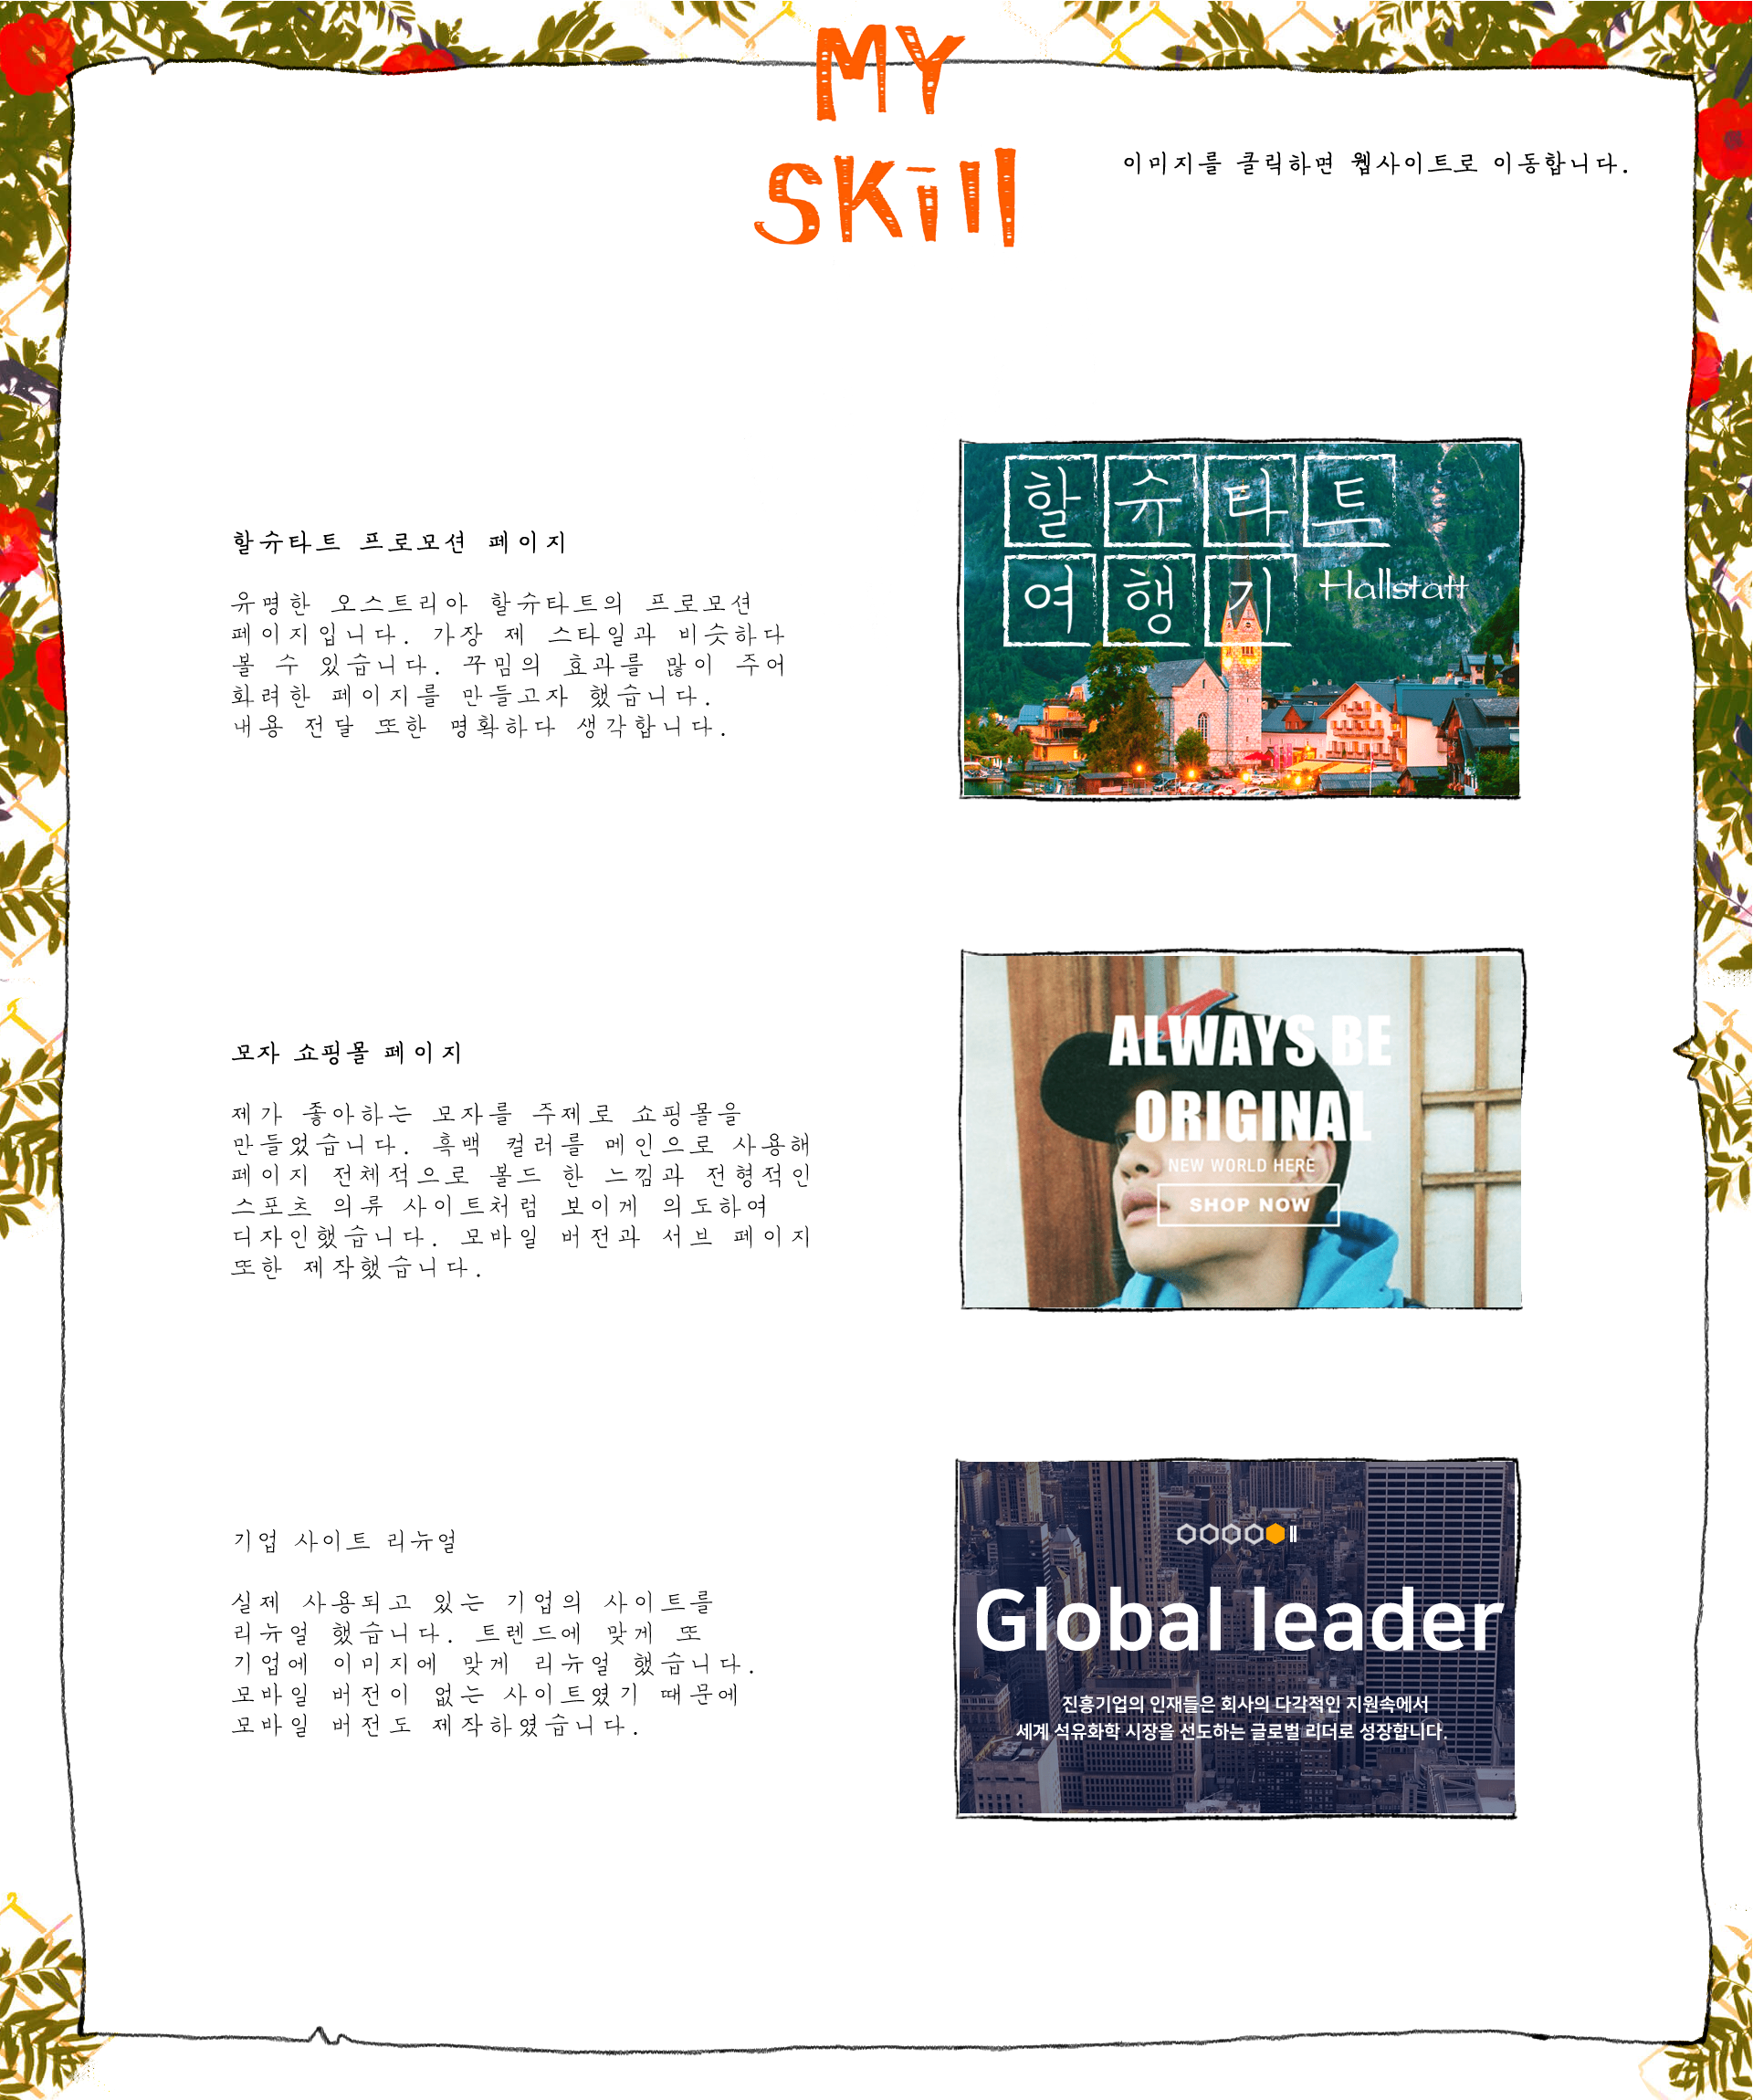 MY
SKill
이미지를 클릭하면 웹사이트로 이동합니다.
할슈타트 프로모션 페이지
유명한 오스트리아 할슈타트의 프로모션
페이지입니다. 가장 제 스타일과 비슷하다
볼 수 있습니다. 꾸밈의 효과를 많이 주어
화려한 페이지를 만들고자 했습니다.
내용 전달 또한 명확하다 생각합니다.
할슈타트
여행기 Hallstatt
모자 쇼핑몰 페이지
제가 좋아하는 모자를 주제로 쇼핑몰을
만들었습니다. 흑백 컬러를 메인으로 사용해
페이지 전체적으로 볼드 한 느낌과 전형적인
스포츠 의류 사이트처럼 보이게 의도하여
디자인했습니다. 모바일 버전과 서브 페이지
또한 제작했습니다.
ALWAYS BE
ORIGINAL
NEW WORLD HERE
SHOP NOW
기업 사이트 리뉴얼
실제 사용되고 있는 기업의 사이트를
리뉴얼 했습니다. 트렌드에 맞게 또
기업에 이미지에 맞게 리뉴얼 했습니다.
모바일 버전이 없는 사이트였기 때문에
모바일 버전도 제작하였습니다.
Global leader
진흥기업의 인재들은 회사의 다각적인 지원속에서
세계 석유화학 시장을 선도하는 글로벌 리더로 성장합니다.